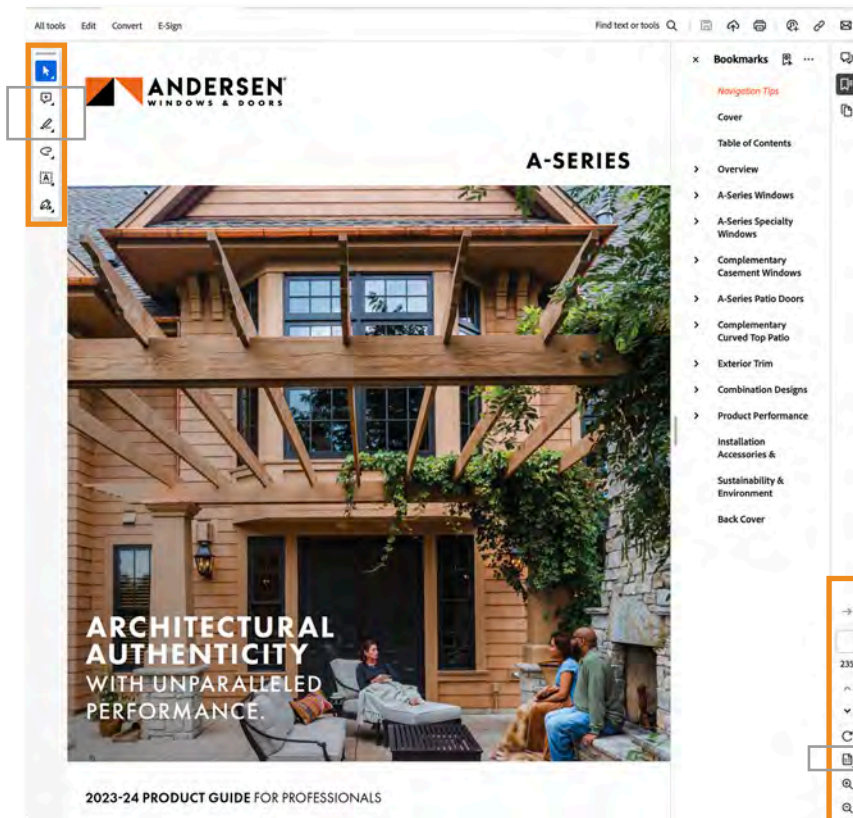 All tools Edit Convert E-Sign
Find text or tools
ANDERSEN
WINDOWS & DOORS
A-SERIES
ARCHITECTURAL
AUTHENTICITY
WITH UNPARALLELED
PERFORMANCE.
2023-24 PRODUCT GUIDE FOR PROFESSIONALS
× Bookmarks
Navigation Tips
Cover
Table of Contents
Overview
A-Series Windows
A-Series Specialty
Windows
Complementary
Casement Windows
A-Series Patio Doors
Complementary
Curved Top Patio
Exterior Trim
Combination Designs
Product Performance
Installation
Accessories &
Sustainability &
Environment
Back Cover